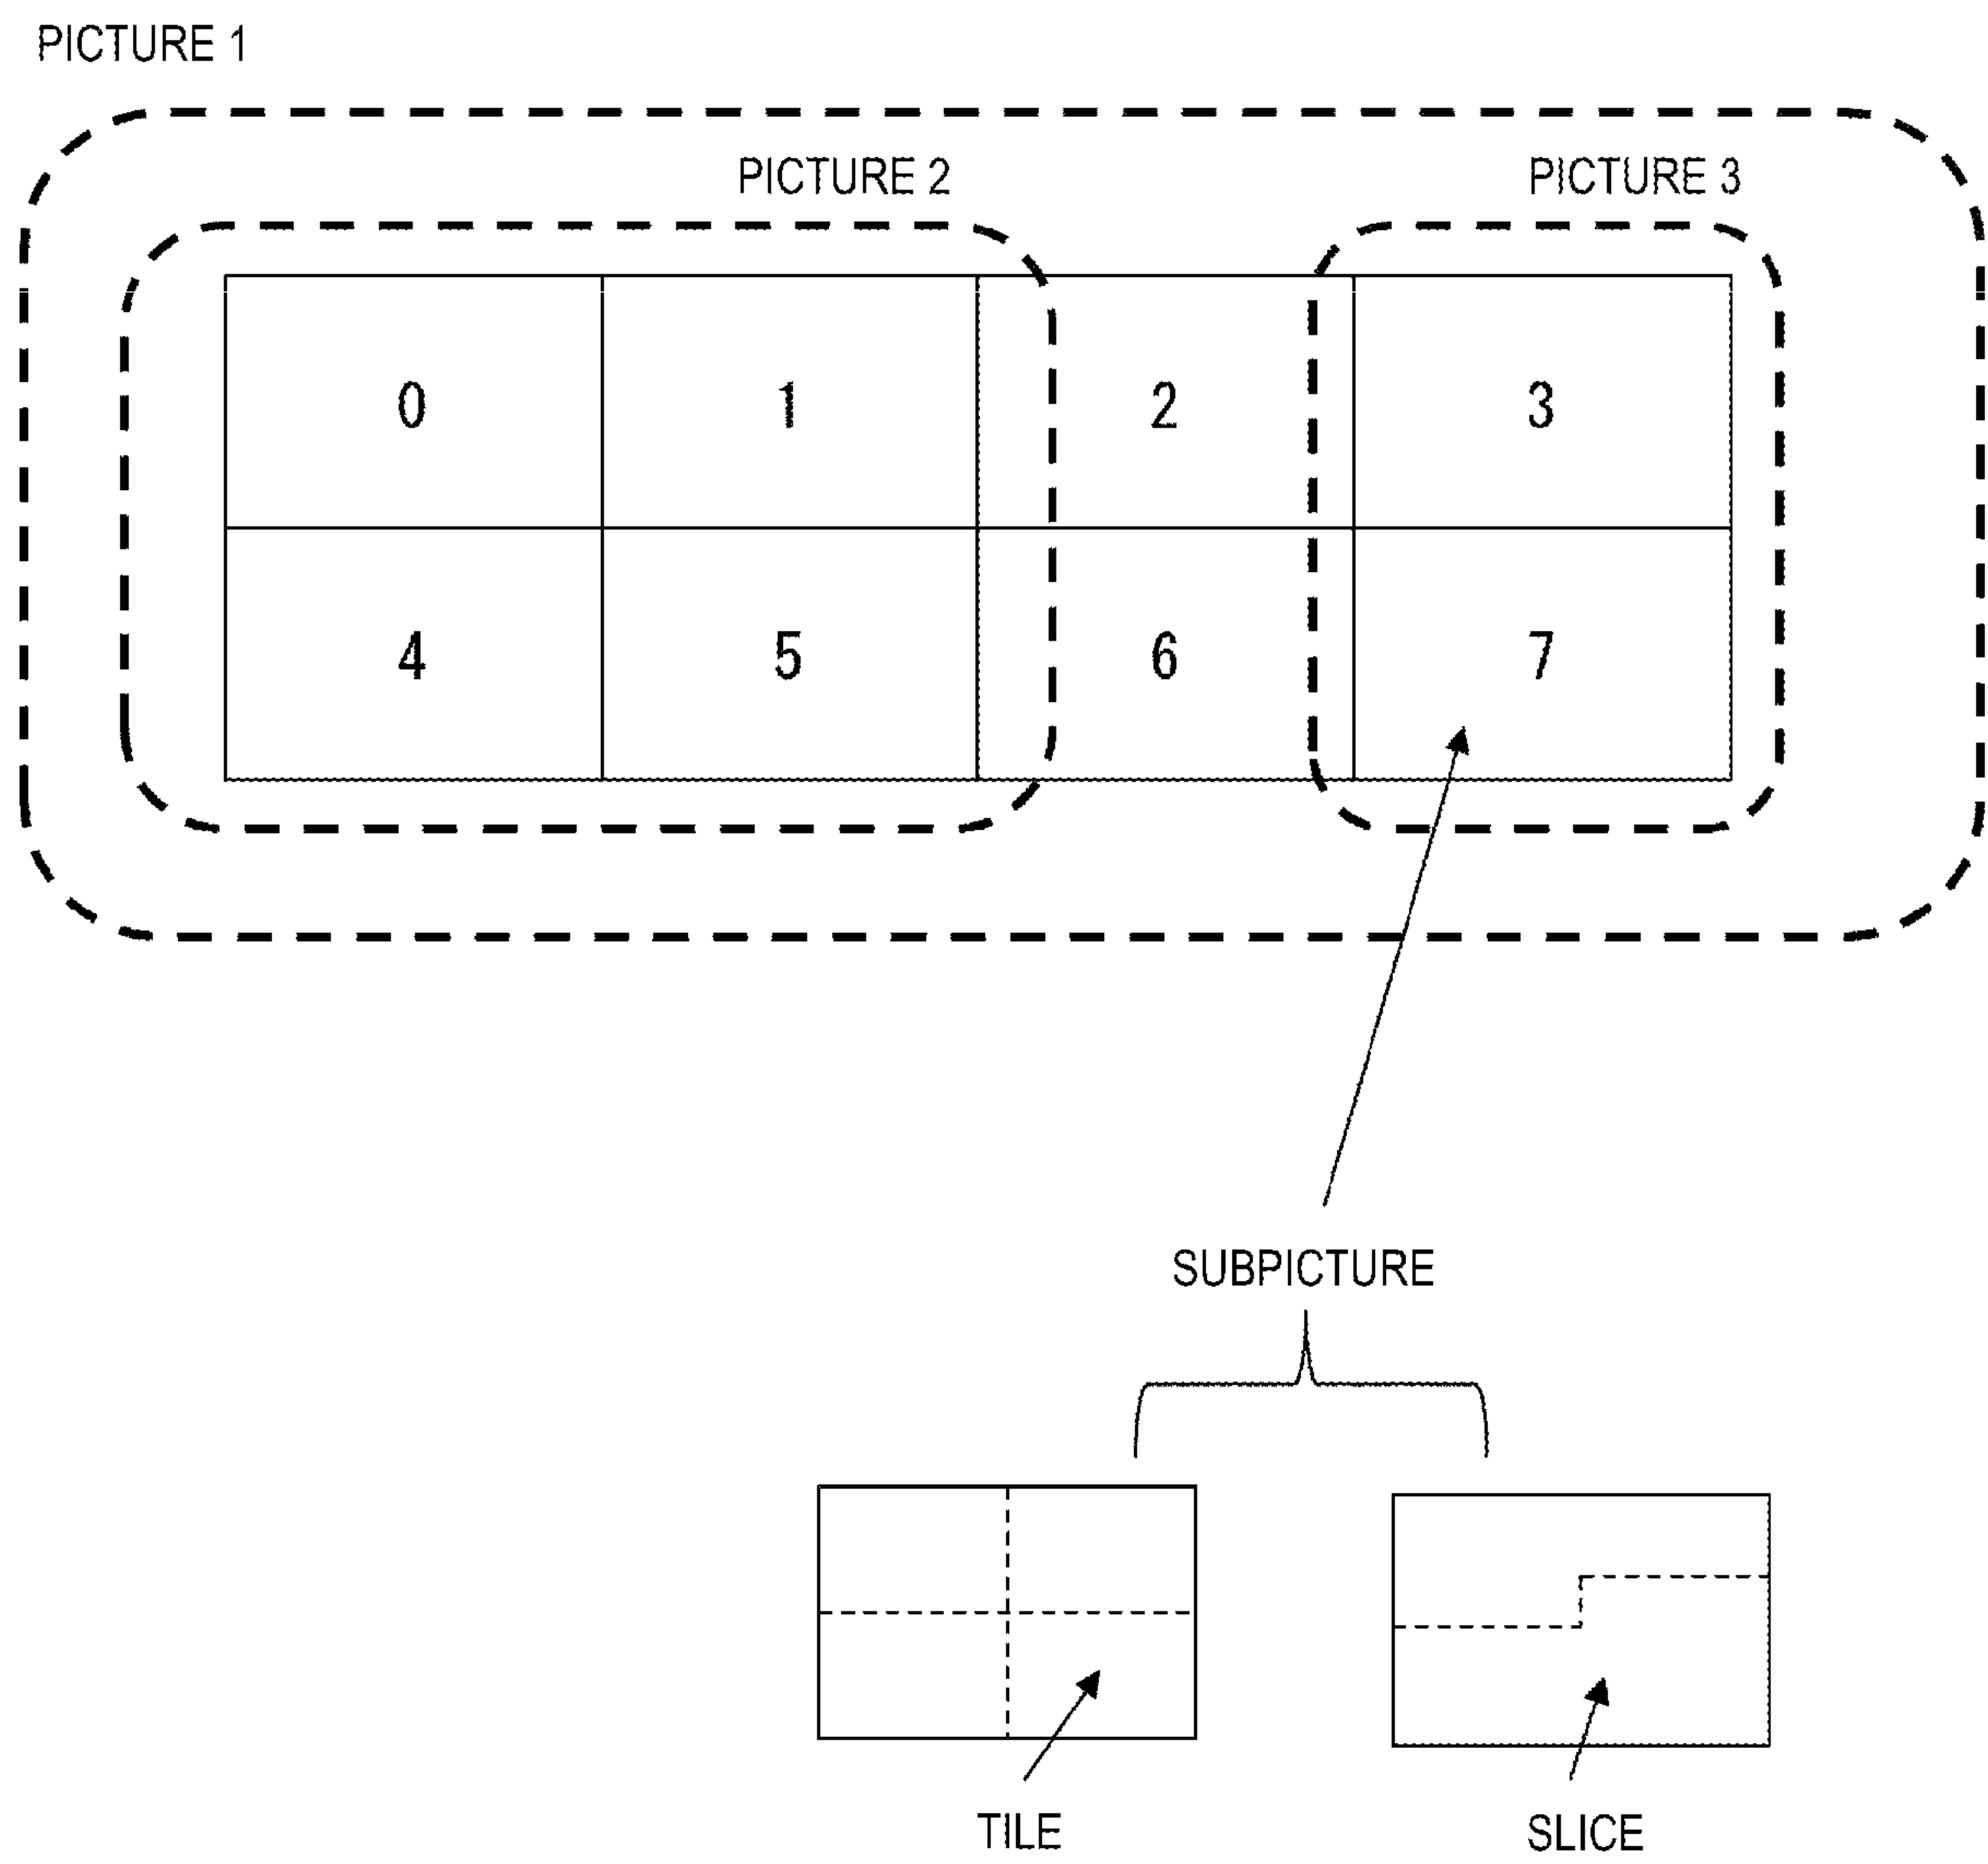 PICTURE 1
PICTURE 2 PICTURE 3
0 1 2 3
4 5 6 7
SUBPICTURE
TILE SLICE